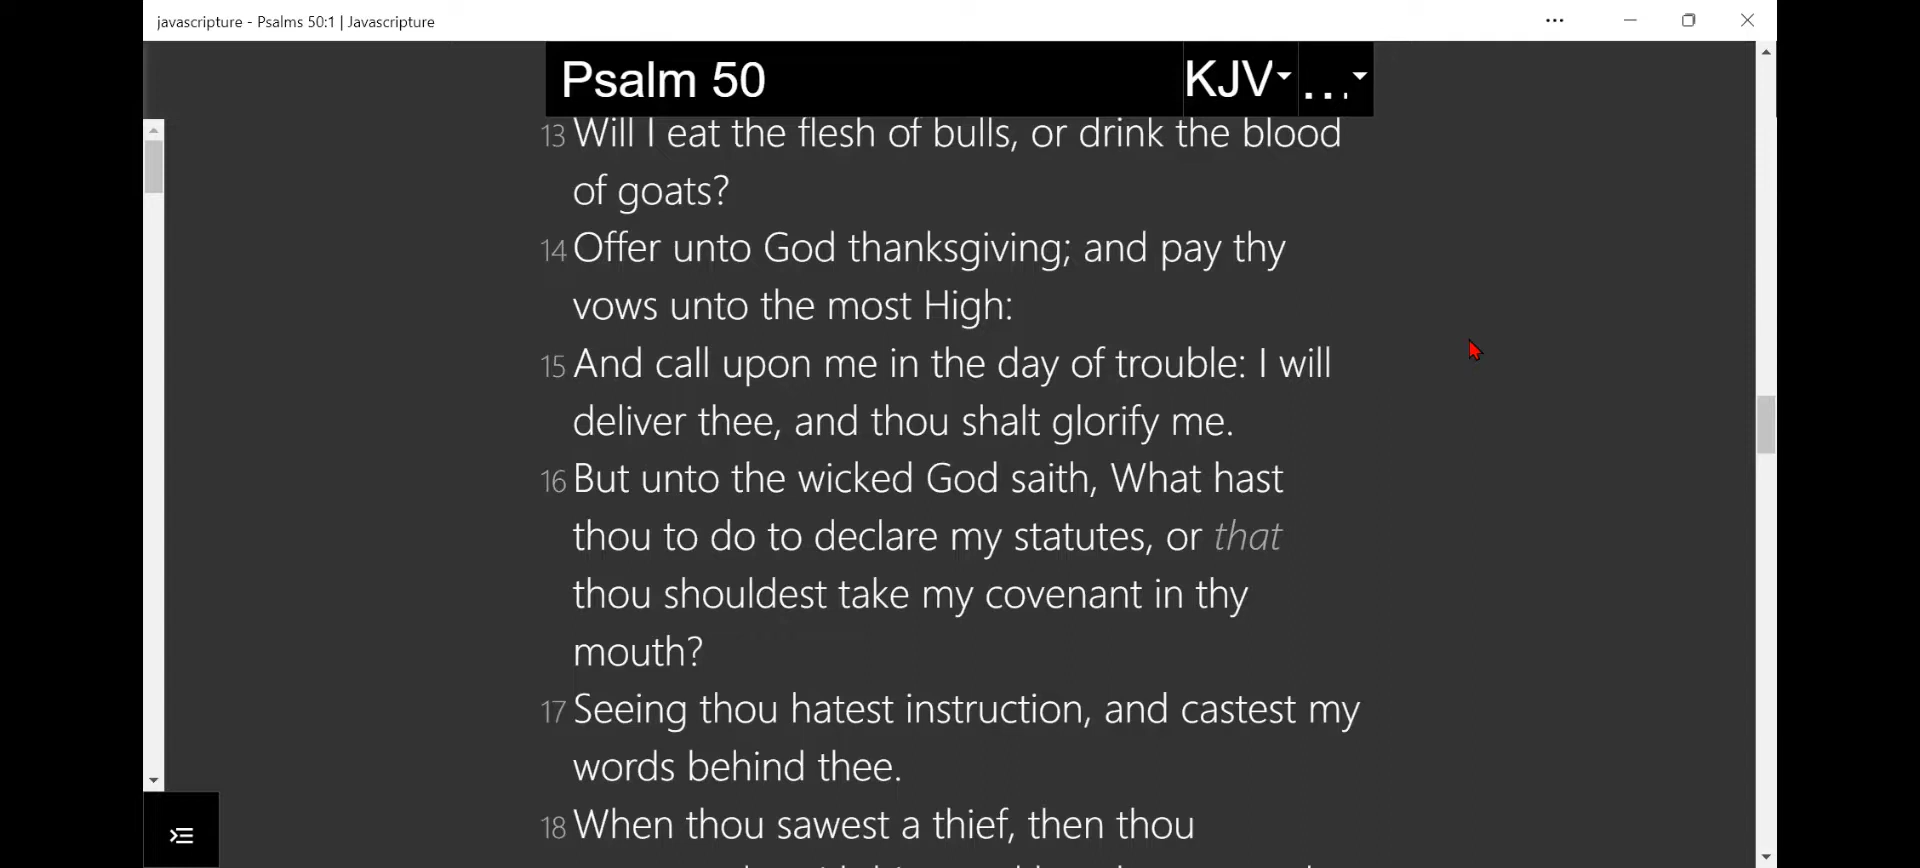 javascripture - Psalms 50:1 | Javascripture
Psalm 50
KJV
...
13 Will I eat the flesh of bulls, or drink the blood
of goats?
14 Offer unto God thanksgiving; and pay thy
vows unto the most High:
15 And call upon me in the day of trouble: I will
deliver thee, and thou shalt glorify me.
16 But unto the wicked God saith, What hast
thou to do to declare my statutes, or that
thou shouldest take my covenant in thy
mouth?
17 Seeing thou hatest instruction, and castest my
words behind thee.
18 When thou sawest a thief, then thou